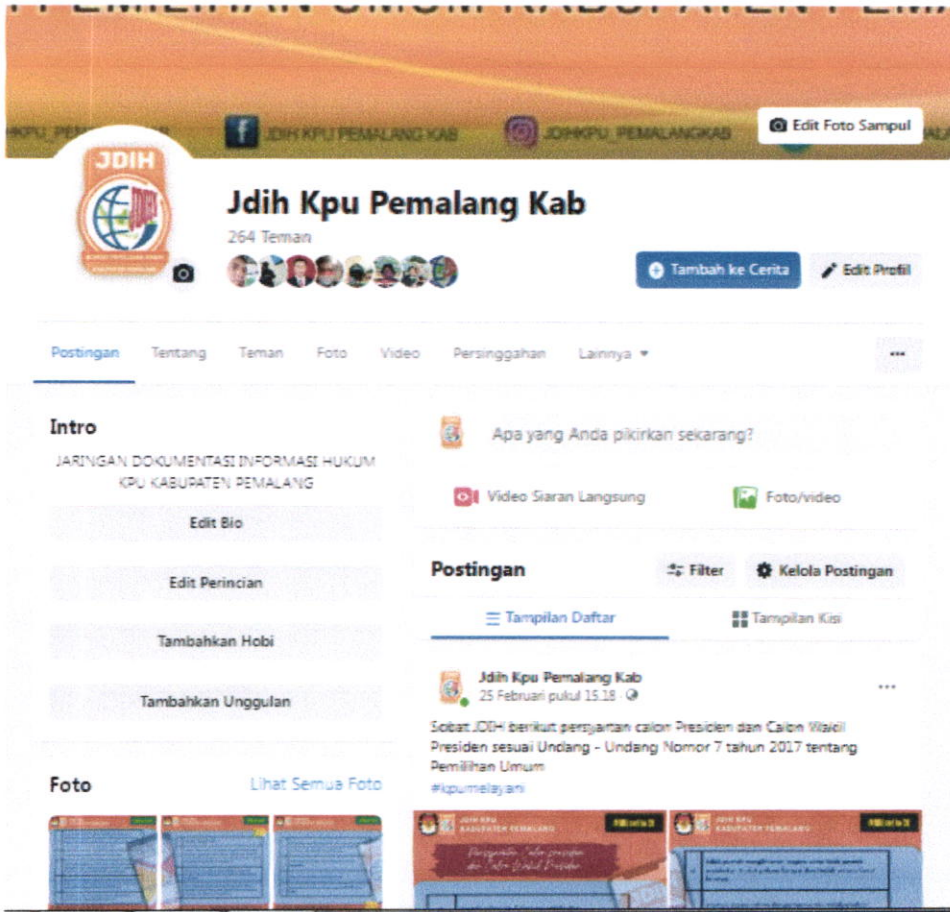 PEMILIHAN UMUM KABUPATEN PEMA
JDIH KPU PEMALANG KAB
JDIHKPU_PEMALANGKAB
Edit Foto Sampul
JDIH
Jdih Kpu Pemalang Kab
264 Teman
Tambah ke Cerita
Edit Profil
Postingan
Tentang
Teman
Foto
Video
Persinggahan
Lainnya
Intro
JARINGAN DOKUMENTASI INFORMASI HUKUM
KPU KABUPATEN PEMALANG
Edit Bio
Edit Perincian
Tambahkan Hobi
Tambahkan Unggulan
Foto
Lihat Semua Foto
Apa yang Anda pikirkan sekarang?
Video Siaran Langsung
Foto/video
Postingan
Filter
Kelola Postingan
Tampilan Daftar
Tampilan Kisi
Jdih Kpu Pemalang Kab
25 Februari pukul 15.18
Sobat JDIH berikut persyartan calon Presiden dan Calon Wakil
Presiden sesuai Undang - Undang Nomor 7 tahun 2017 tentang
Pemilihan Umum
#kpumelayani
JDIH KPU
KABUPATEN PEMALANG
JDIH KPU
KABUPATEN PEMALANG